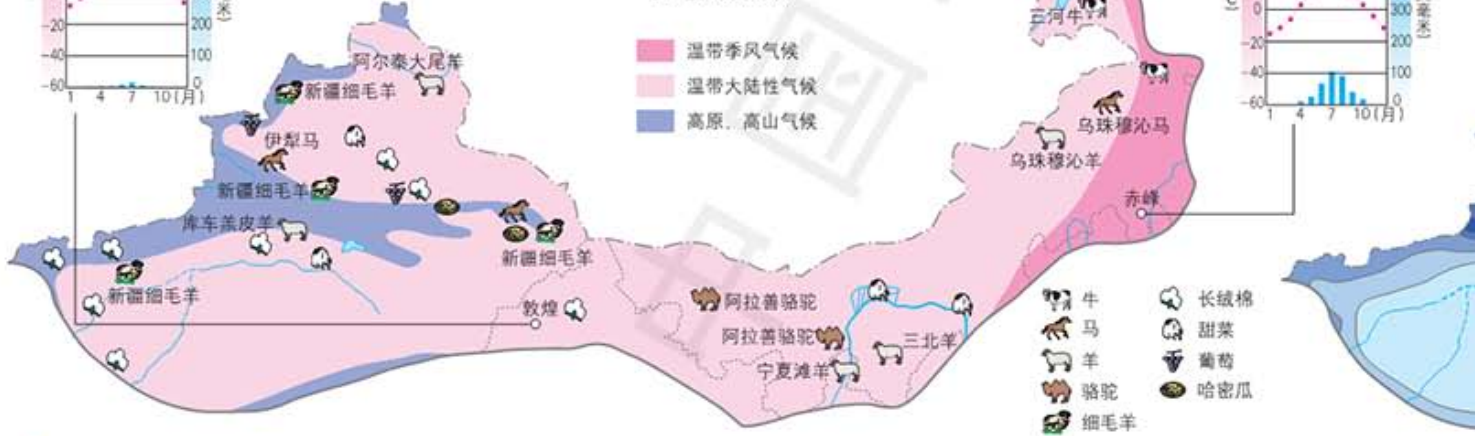 -20
-40
-60
米)
200
100
0
1 4 7 10(月)
阿尔泰大尾羊
新疆细毛羊
伊犁马
新疆细毛羊
库车羔皮羊
新疆细毛羊
新疆细毛羊
敦煌
温带季风气候
温带大陆性气候
高原、高山气候
三河牛
乌珠穆沁马
乌珠穆沁羊
赤峰
阿拉善骆驼
阿拉善骆驼
三北羊
宁夏滩羊
0
-20
-40
-60
毫米)
300
200
100
0
1 4 7 10(月)
牛
马
羊
骆驼
细毛羊
长绒棉
甜菜
葡萄
哈密瓜